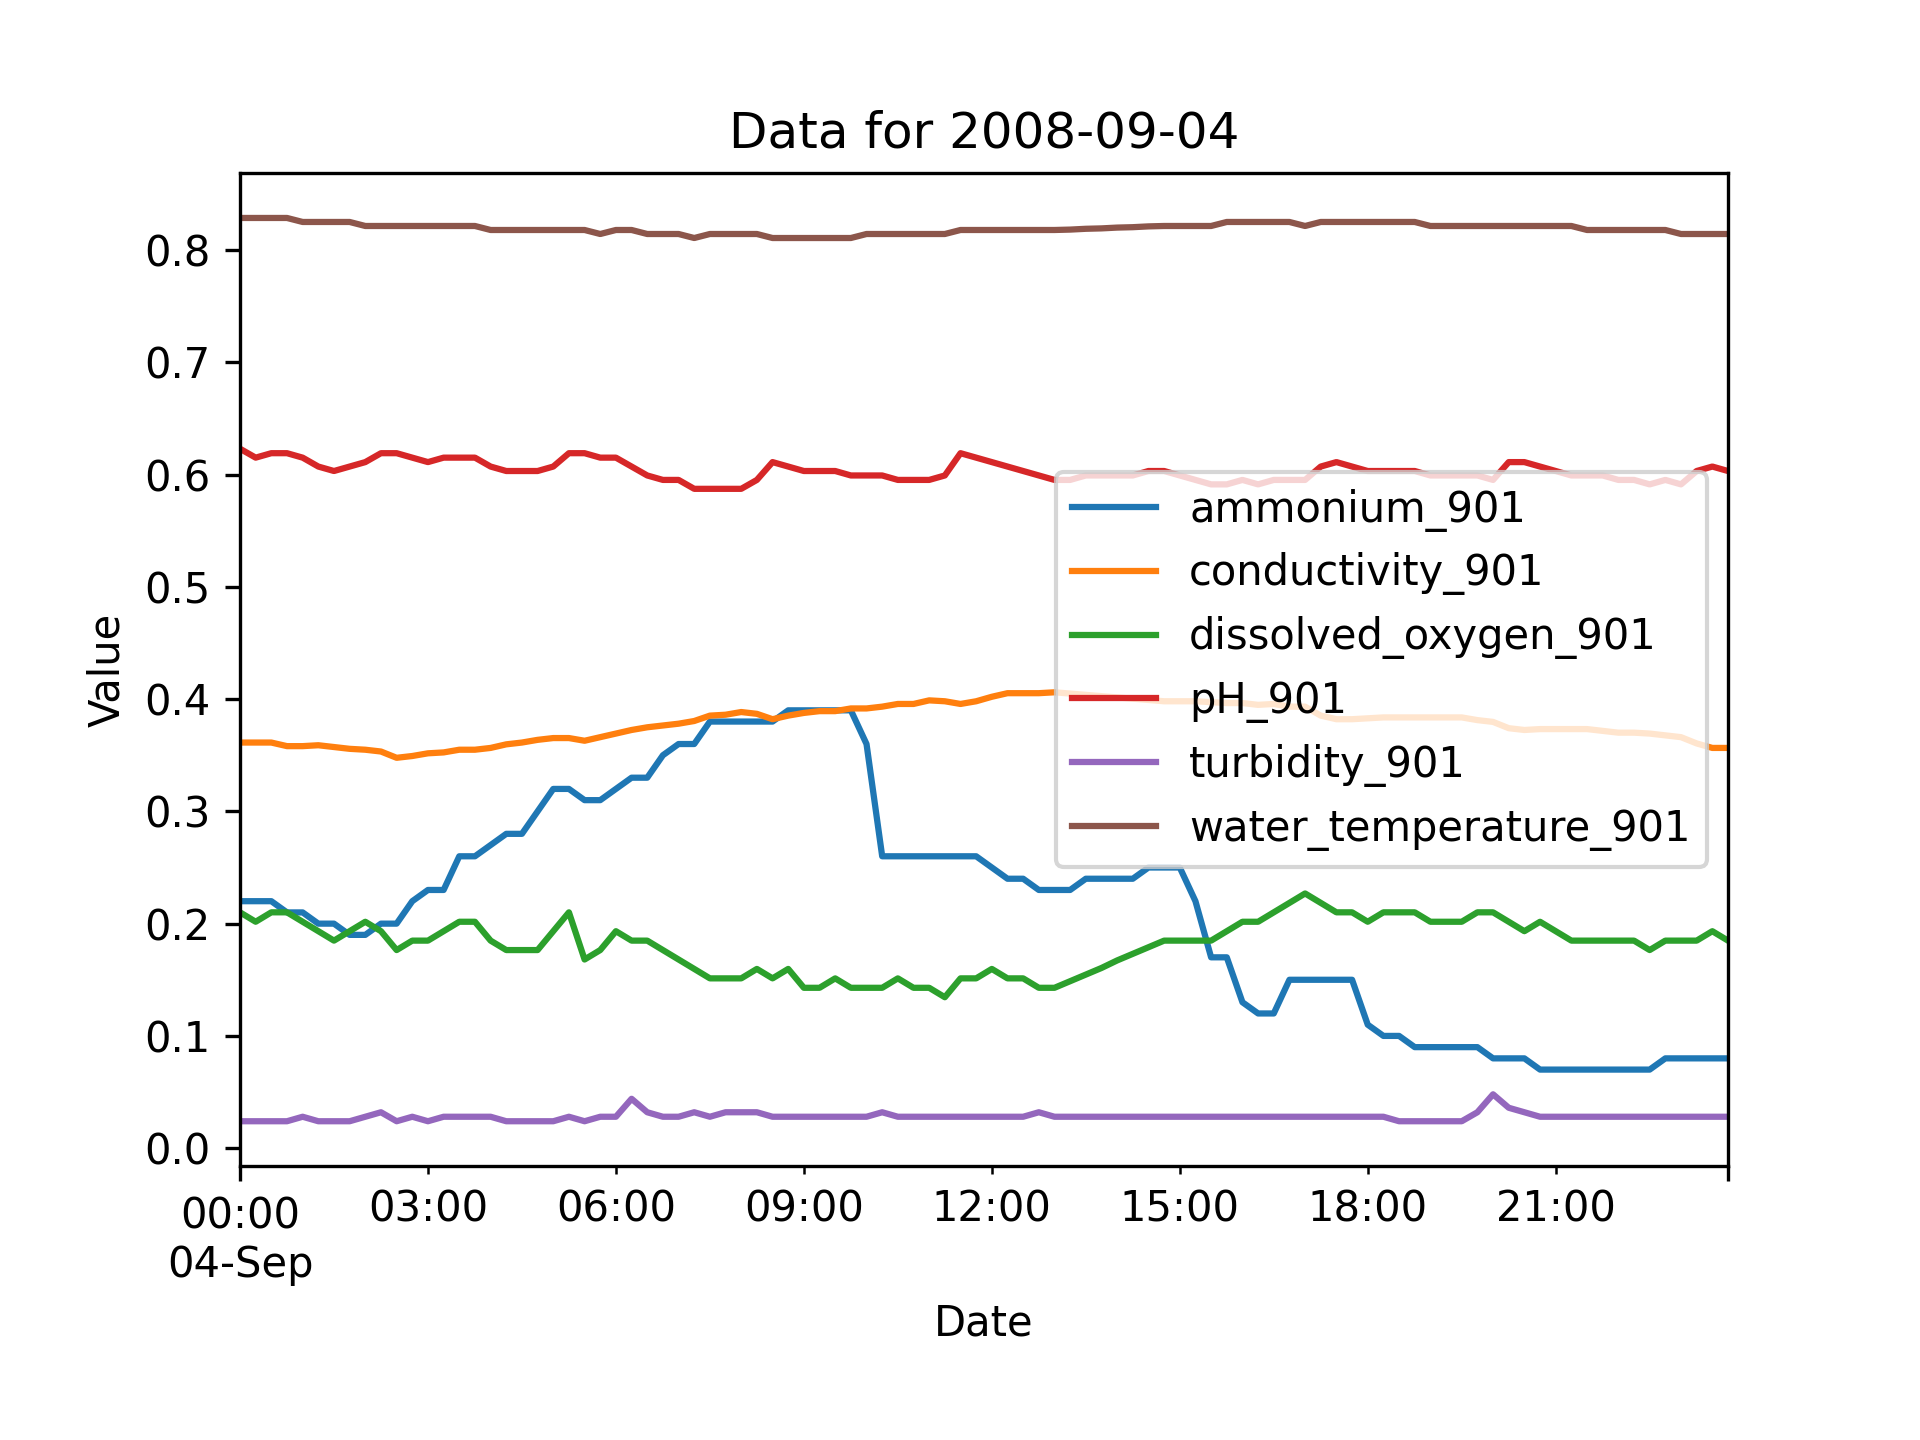 Data for 2008-09-04
Value
0.8
0.7
0.6
0.5
0.4
0.3
0.2
0.1
0.0
ammonium_901
conductivity_901
dissolved_oxygen_901
pH_901
turbidity_901
water_temperature_901
00:00 03:00 06:00 09:00 12:00 15:00 18:00 21:00
04-Sep
Date